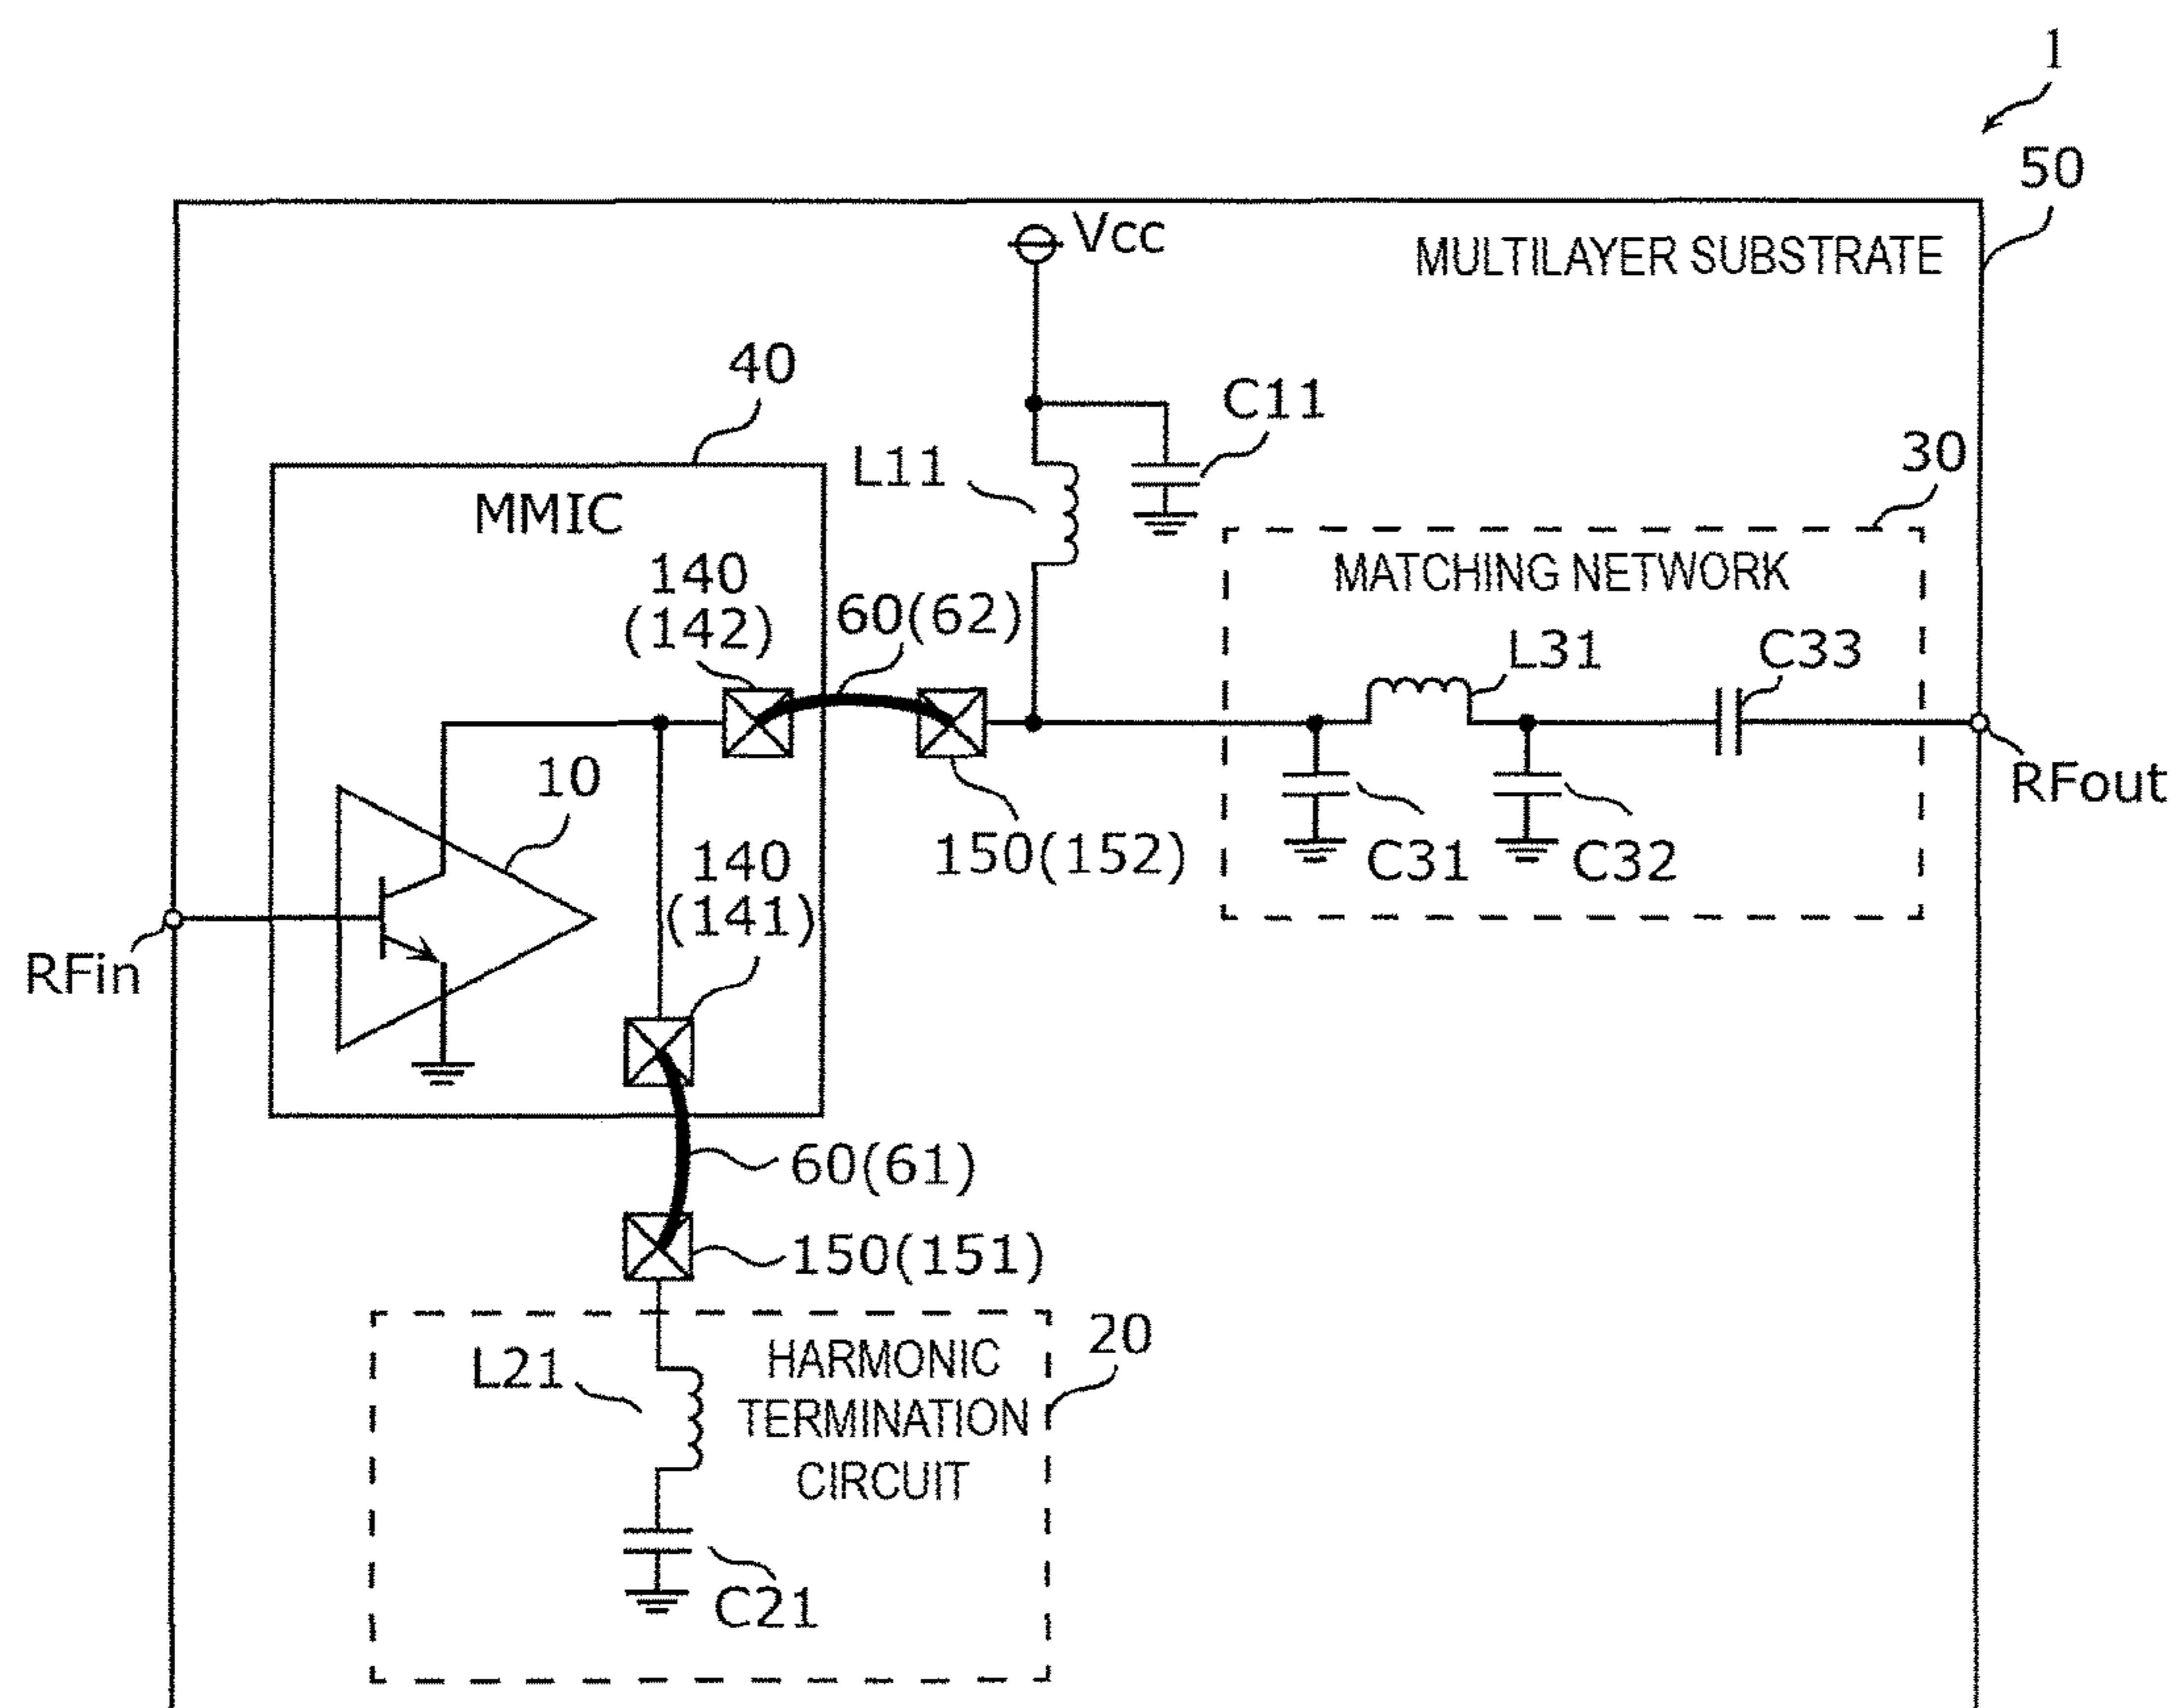 1
50
Vcc
MULTILAYER SUBSTRATE
40
C11
30
L11
MMIC
140
(142)
60(62)
MATCHING NETWORK
L31
C33
10
RFout
150(152)
C31
C32
140
(141)
RFin
60(61)
150(151)
20
L21
HARMONIC
TERMINATION
CIRCUIT
C21